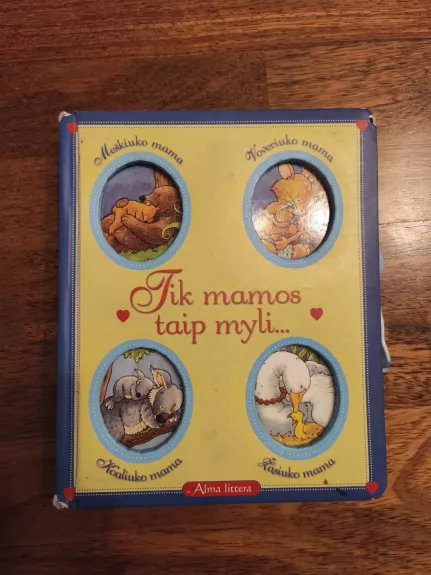 Meškiuko mama
Voveriuko mama
Tik mamos
taip myli...
Koaliuko mama
Žąsiuko mama
Alma littera